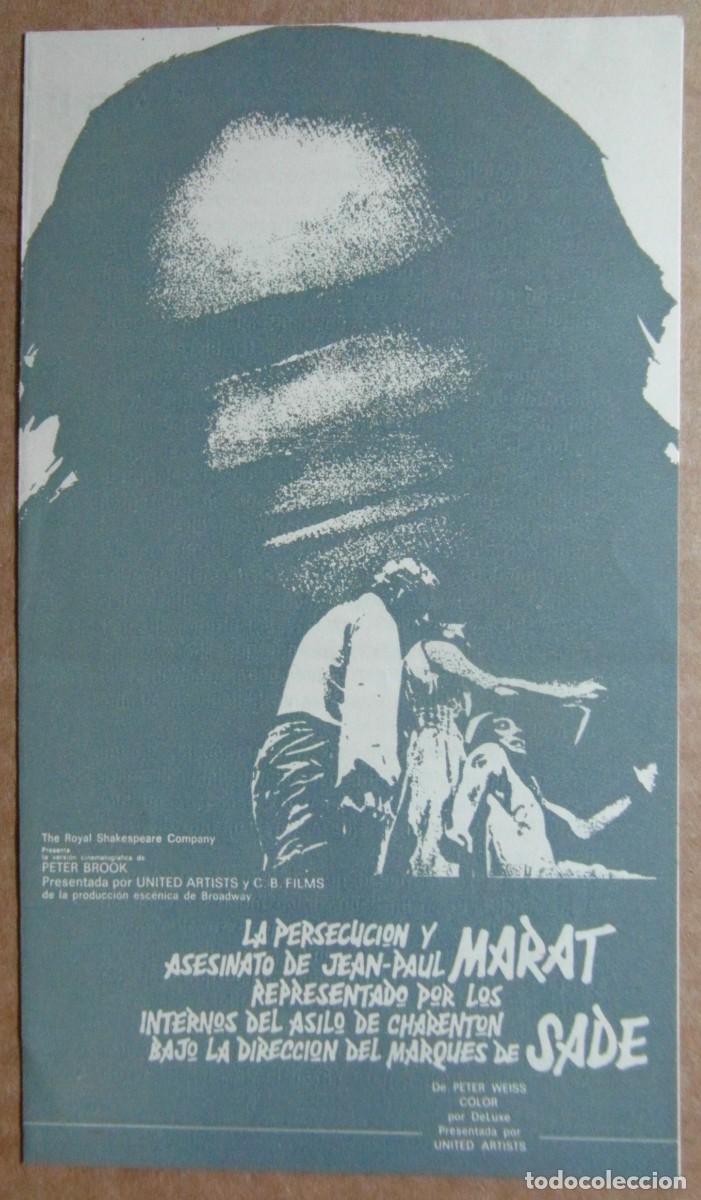 The Royal Shakespeare Company
Presenta
la versión cinematográfica de
PETER BROOK
Presentada por UNITED ARTISTS y C. B. FILMS
de la producción escénica de Broadway
LA PERSECUCION Y
ASESINATO DE JEAN-PAUL MARAT
REPRESENTADO POR LOS
INTERNOS DEL ASILO DE CHARENTON
BAJO LA DIRECCION DEL MARQUES DE SADE
De PETER WEISS
COLOR
por DeLuxe
Presentada por
UNITED ARTISTS
todocoleccion